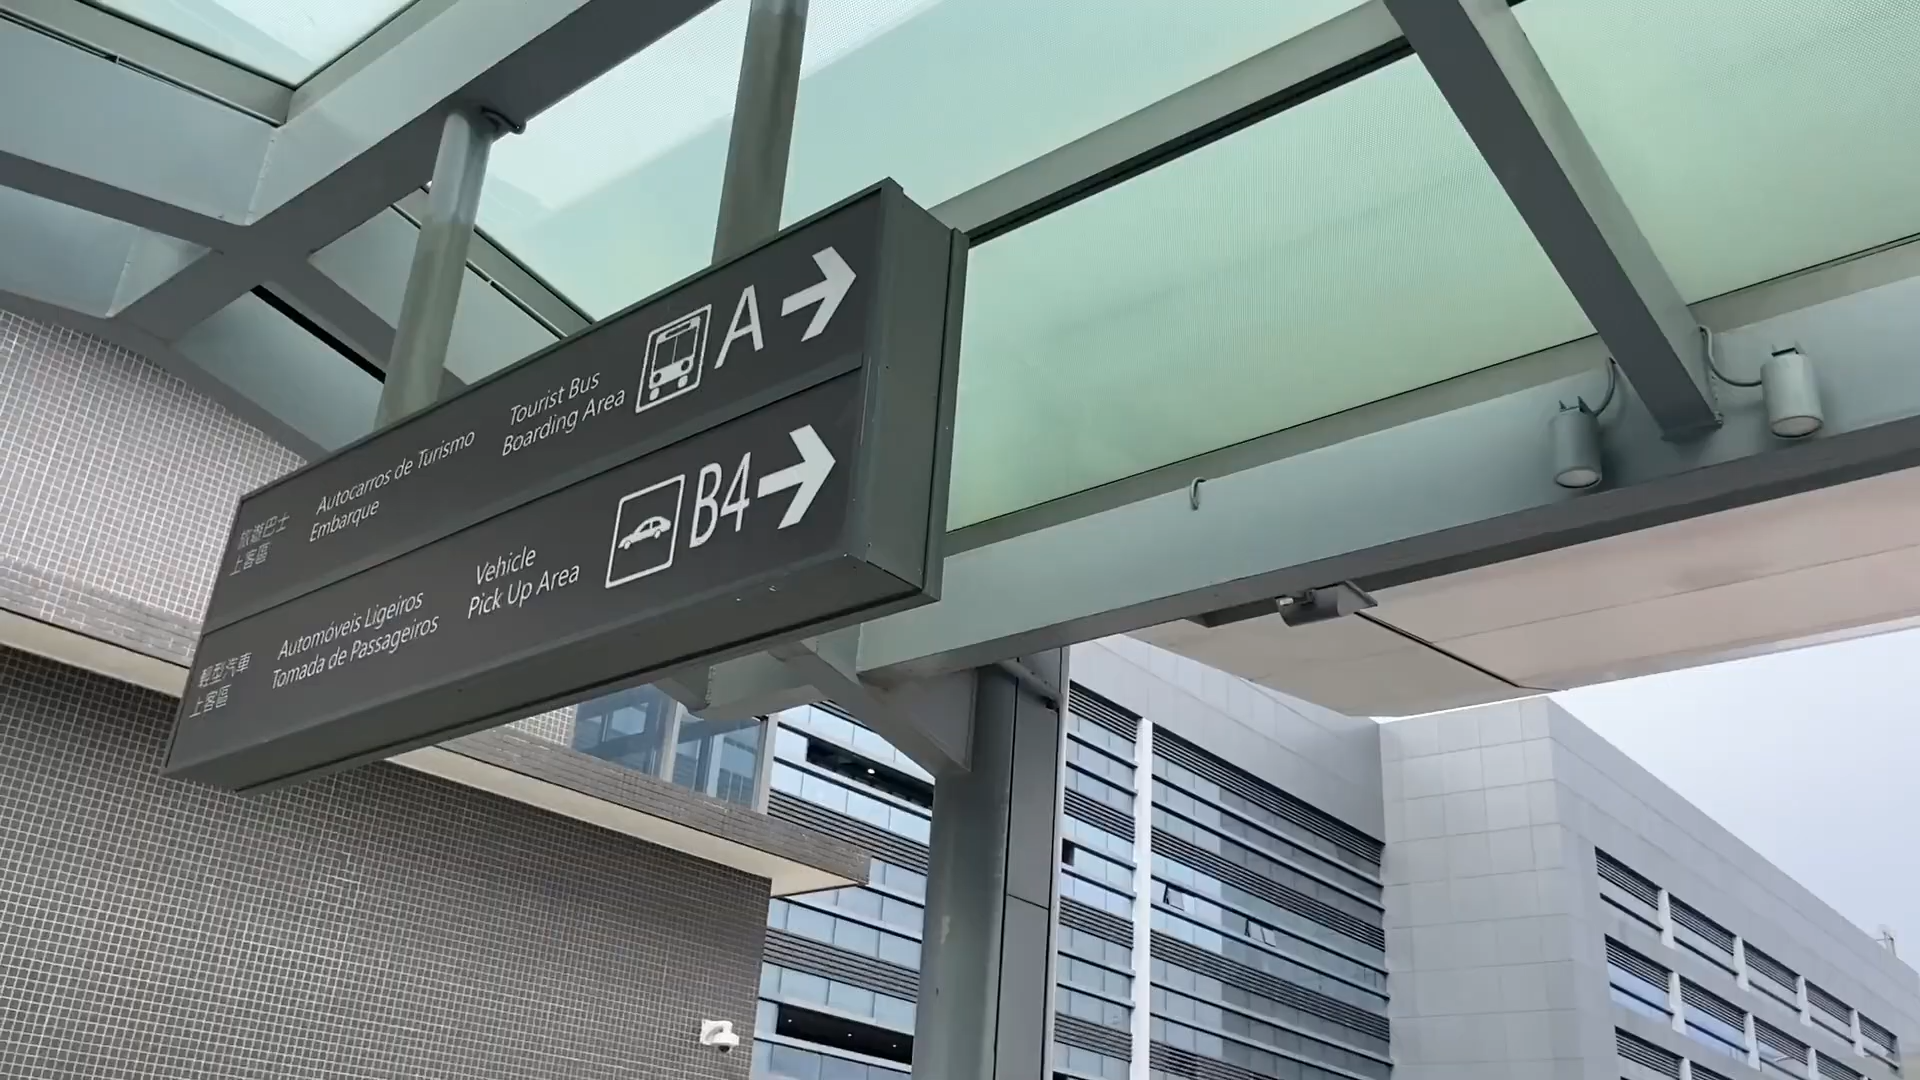 旅遊巴士
上客區
Autocarros de Turismo
Embarque
Tourist Bus
Boarding Area
A
輕型汽車
上客區
Automóveis Ligeiros
Tomada de Passageiros
Vehicle
Pick Up Area
B4